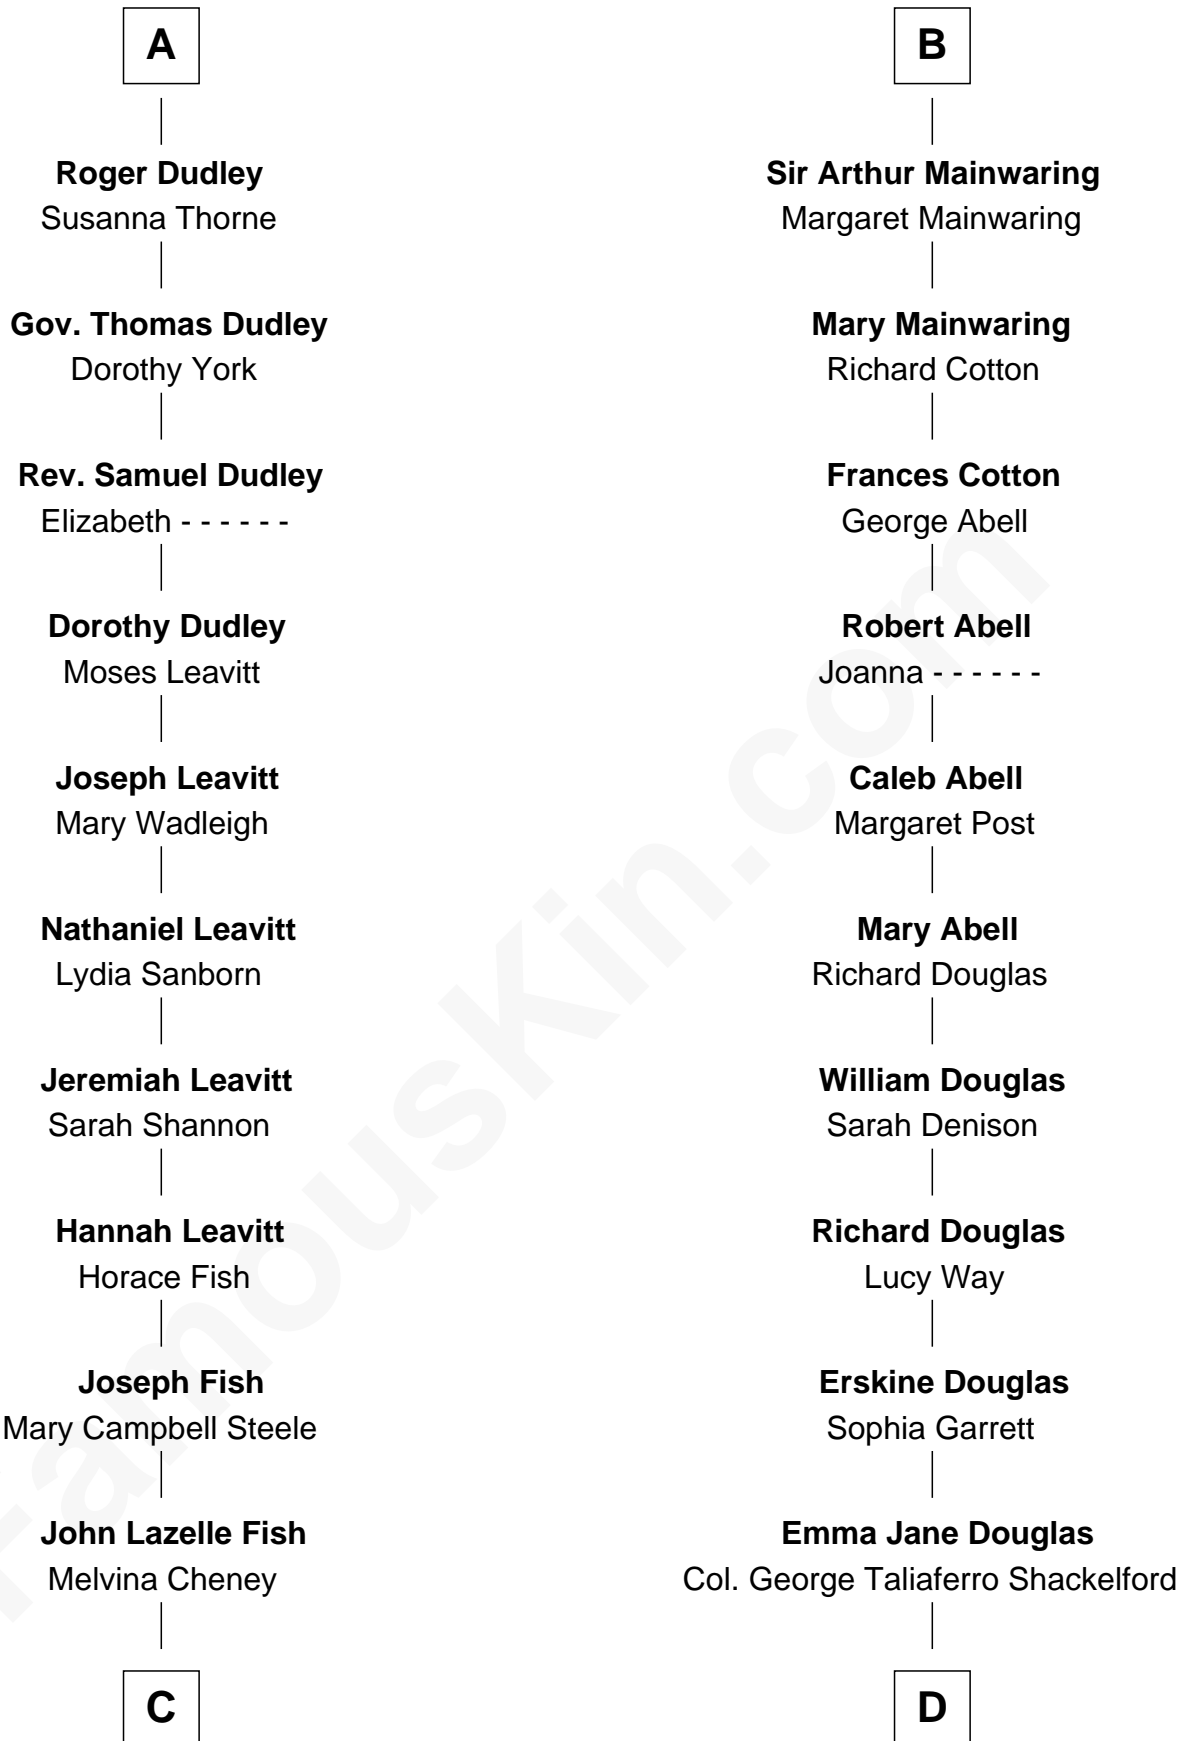 A
Roger Dudley
Susanna Thorne
Gov. Thomas Dudley
Dorothy York
Rev. Samuel Dudley
Elizabeth - - - - - -
Dorothy Dudley
Moses Leavitt
Joseph Leavitt
Mary Wadleigh
Nathaniel Leavitt
Lydia Sanborn
Jeremiah Leavitt
Sarah Shannon
Hannah Leavitt
Horace Fish
Joseph Fish
Mary Campbell Steele
John Lazelle Fish
Melvina Cheney
C
B
Sir Arthur Mainwaring
Margaret Mainwaring
Mary Mainwaring
Richard Cotton
Frances Cotton
George Abell
Robert Abell
Joanna - - - - - -
Caleb Abell
Margaret Post
Mary Abell
Richard Douglas
William Douglas
Sarah Denison
Richard Douglas
Lucy Way
Erskine Douglas
Sophia Garrett
Emma Jane Douglas
Col. George Taliaferro Shackelford
D
FamousKin.com